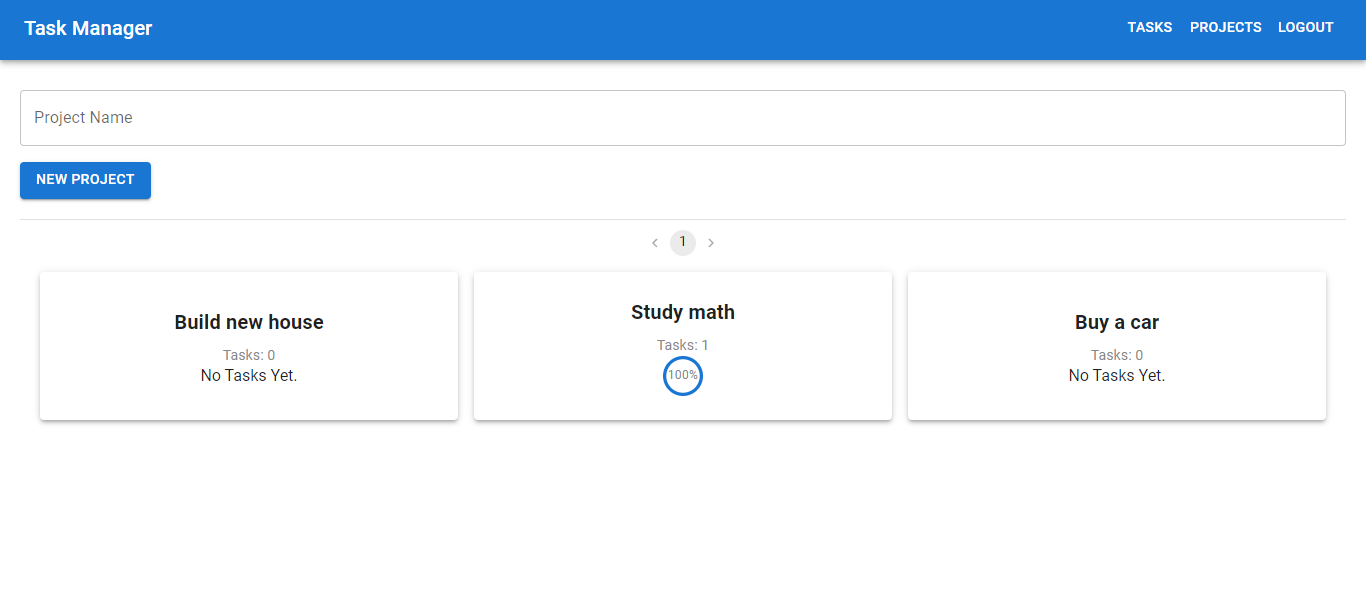 Task Manager
TASKS PROJECTS LOGOUT
Project Name
NEW PROJECT
1
Build new house
Tasks: 0
No Tasks Yet.
Study math
Tasks: 1
100%
Buy a car
Tasks: 0
No Tasks Yet.